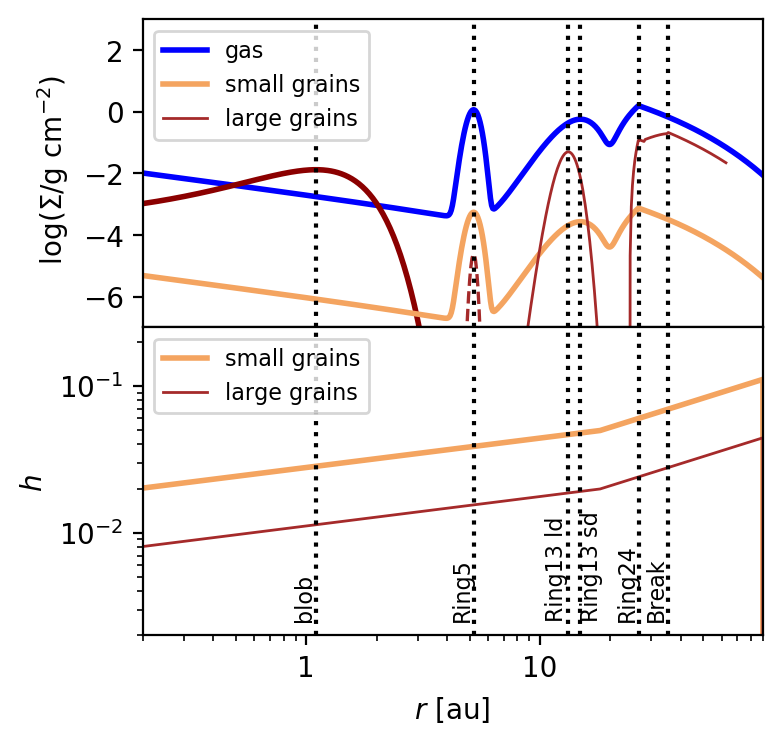 2
0
−2
−4
−6
log(Σ/g cm⁻²)
gas
small grains
large grains
10⁻¹
10⁻²
h
small grains
large grains
blob
Ring5
Ring13 ld
Ring13 sd
Ring24
Break
1
10
r [au]